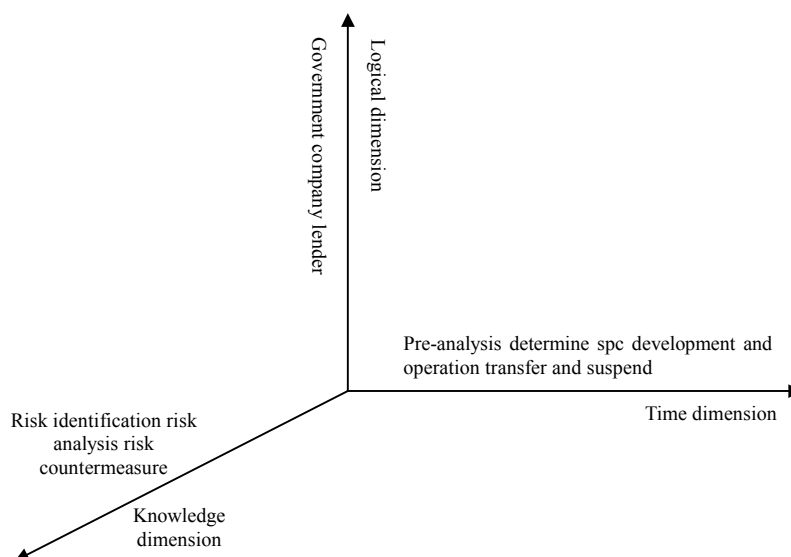 Government company lender
Logical dimension
Pre-analysis determine spc development and
operation transfer and suspend
Time dimension
Risk identification risk
analysis risk
countermeasure
Knowledge
dimension